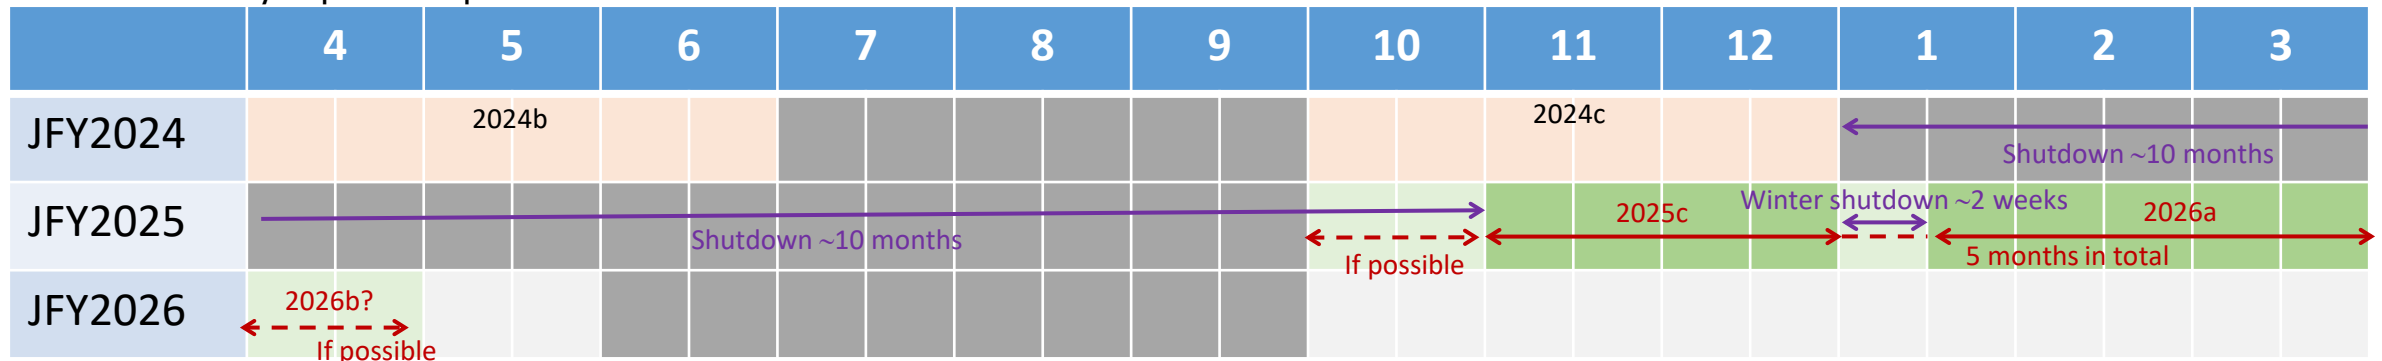 4 5 6 7 8 9 10 11 12 1 2 3
JFY2024
2024b
2024c
Shutdown ~10 months
JFY2025
Shutdown ~10 months
If possible
2025c
Winter shutdown ~2 weeks
2026a
5 months in total
JFY2026
2026b?
If possible